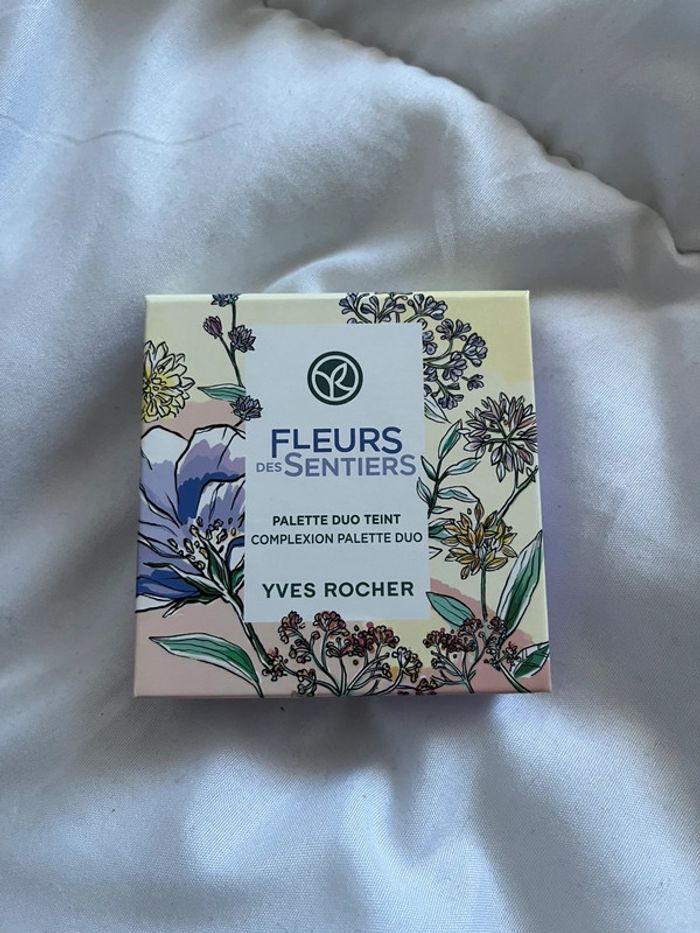 FLEURS
DES SENTIERS
PALETTE DUO TEINT
COMPLEXION PALETTE DUO
YVES ROCHER